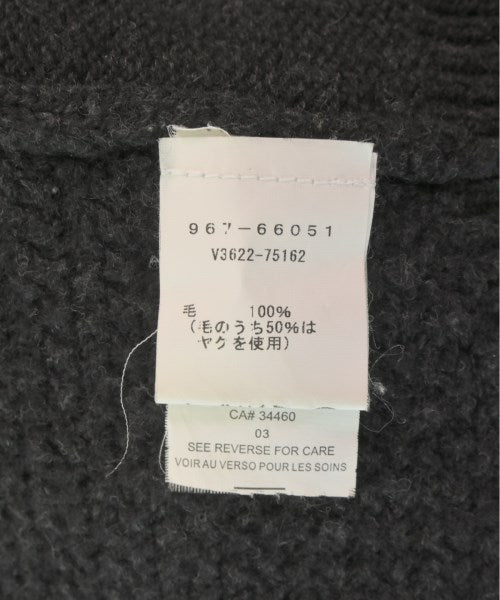 967-66051
V3622-75162
毛 100%
(毛のうち50%は
ヤクを使用)
CA# 34460
03
SEE REVERSE FOR CARE
VOIR AU VERSO POUR LES SOINS